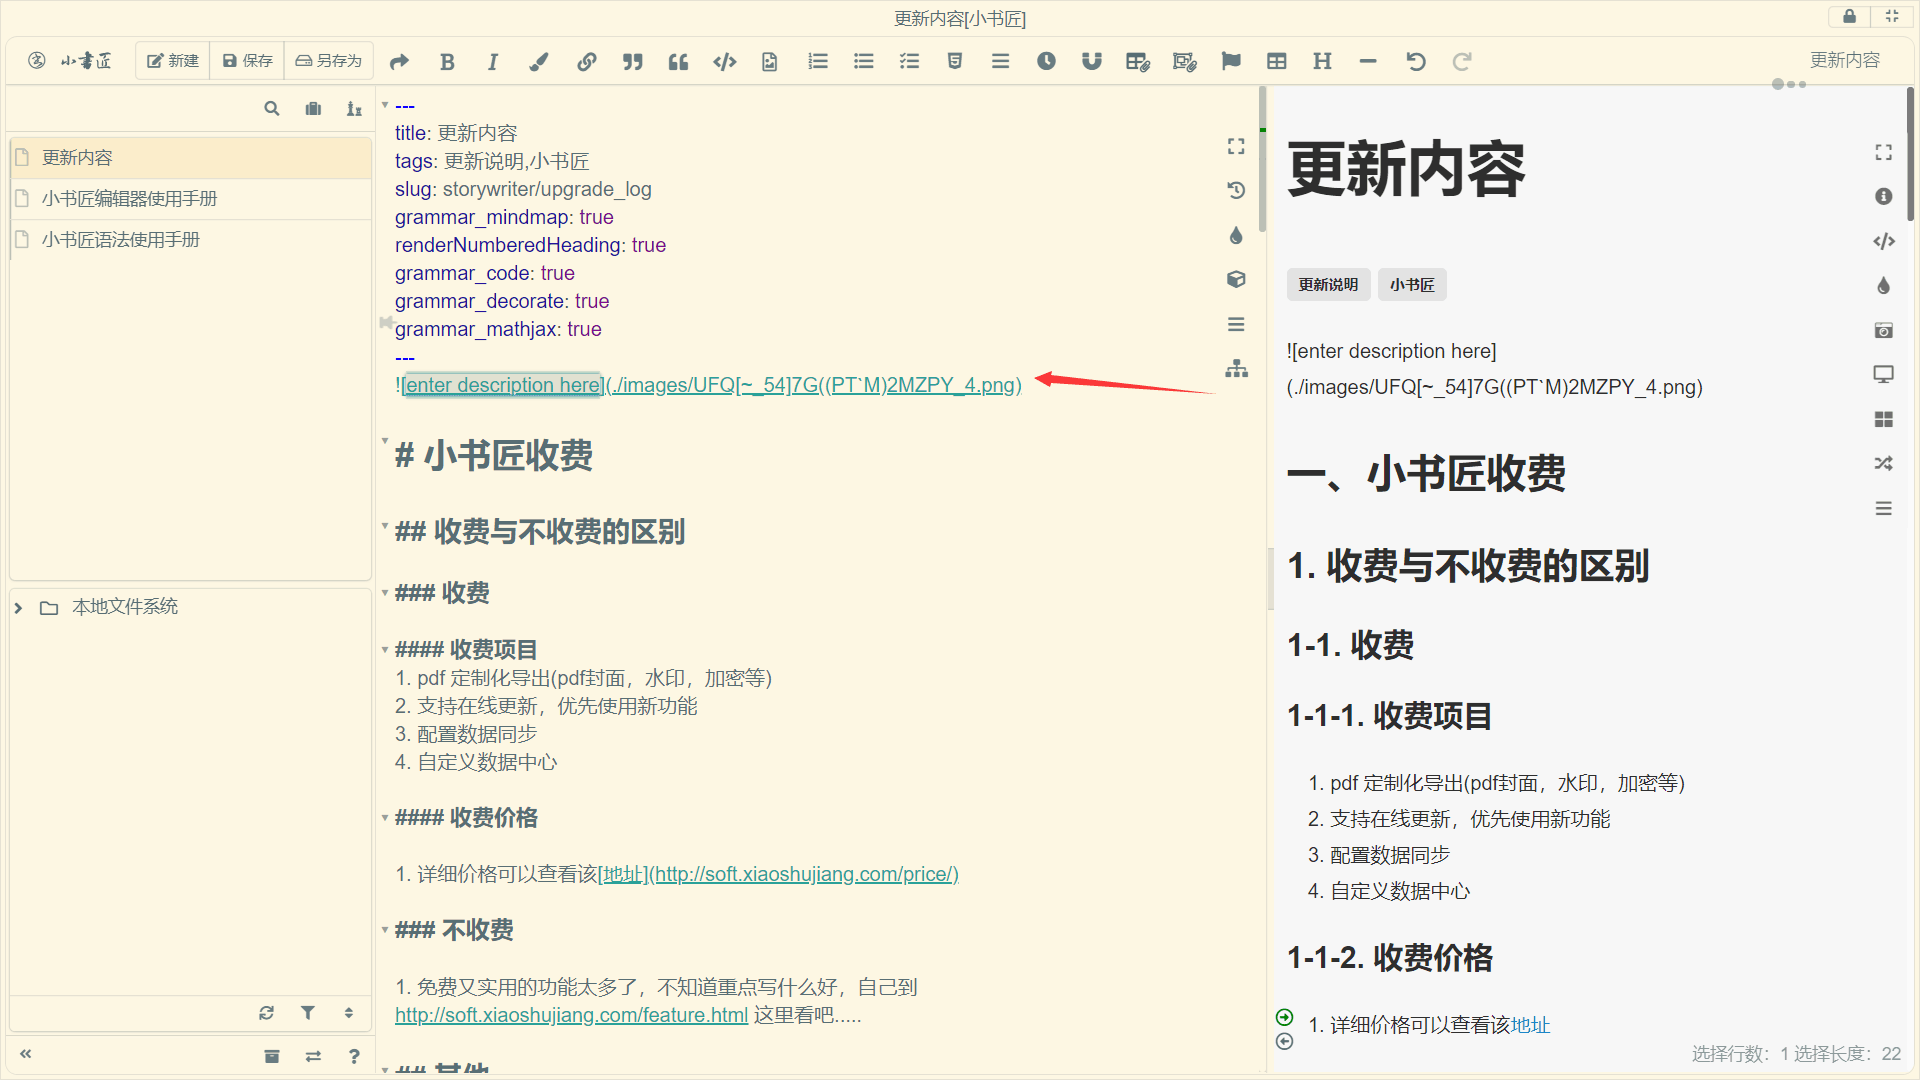 更新内容[小书匠]
小書匠
新建
保存
另存为
更新内容
更新内容
小书匠编辑器使用手册
小书匠语法使用手册
本地文件系统
---
title: 更新内容
tags: 更新说明,小书匠
slug: storywriter/upgrade_log
grammar_mindmap: true
renderNumberedHeading: true
grammar_code: true
grammar_decorate: true
grammar_mathjax: true
---
![enter description here](./images/UFQ[~_54]7G((PT`M)2MZPY_4.png)
# 小书匠收费
## 收费与不收费的区别
### 收费
#### 收费项目
1. pdf 定制化导出(pdf封面，水印，加密等)
2. 支持在线更新，优先使用新功能
3. 配置数据同步
4. 自定义数据中心
#### 收费价格
1. 详细价格可以查看该[地址](http://soft.xiaoshujiang.com/price/)
### 不收费
1. 免费又实用的功能太多了，不知道重点写什么好，自己到
http://soft.xiaoshujiang.com/feature.html 这里看吧.....
## 其他
更新内容
更新说明
小书匠
![enter description here]
(./images/UFQ[~_54]7G((PT`M)2MZPY_4.png)
一、小书匠收费
1. 收费与不收费的区别
1-1. 收费
1-1-1. 收费项目
1. pdf 定制化导出(pdf封面，水印，加密等)
2. 支持在线更新，优先使用新功能
3. 配置数据同步
4. 自定义数据中心
1-1-2. 收费价格
1. 详细价格可以查看该地址
选择行数：1 选择长度：22